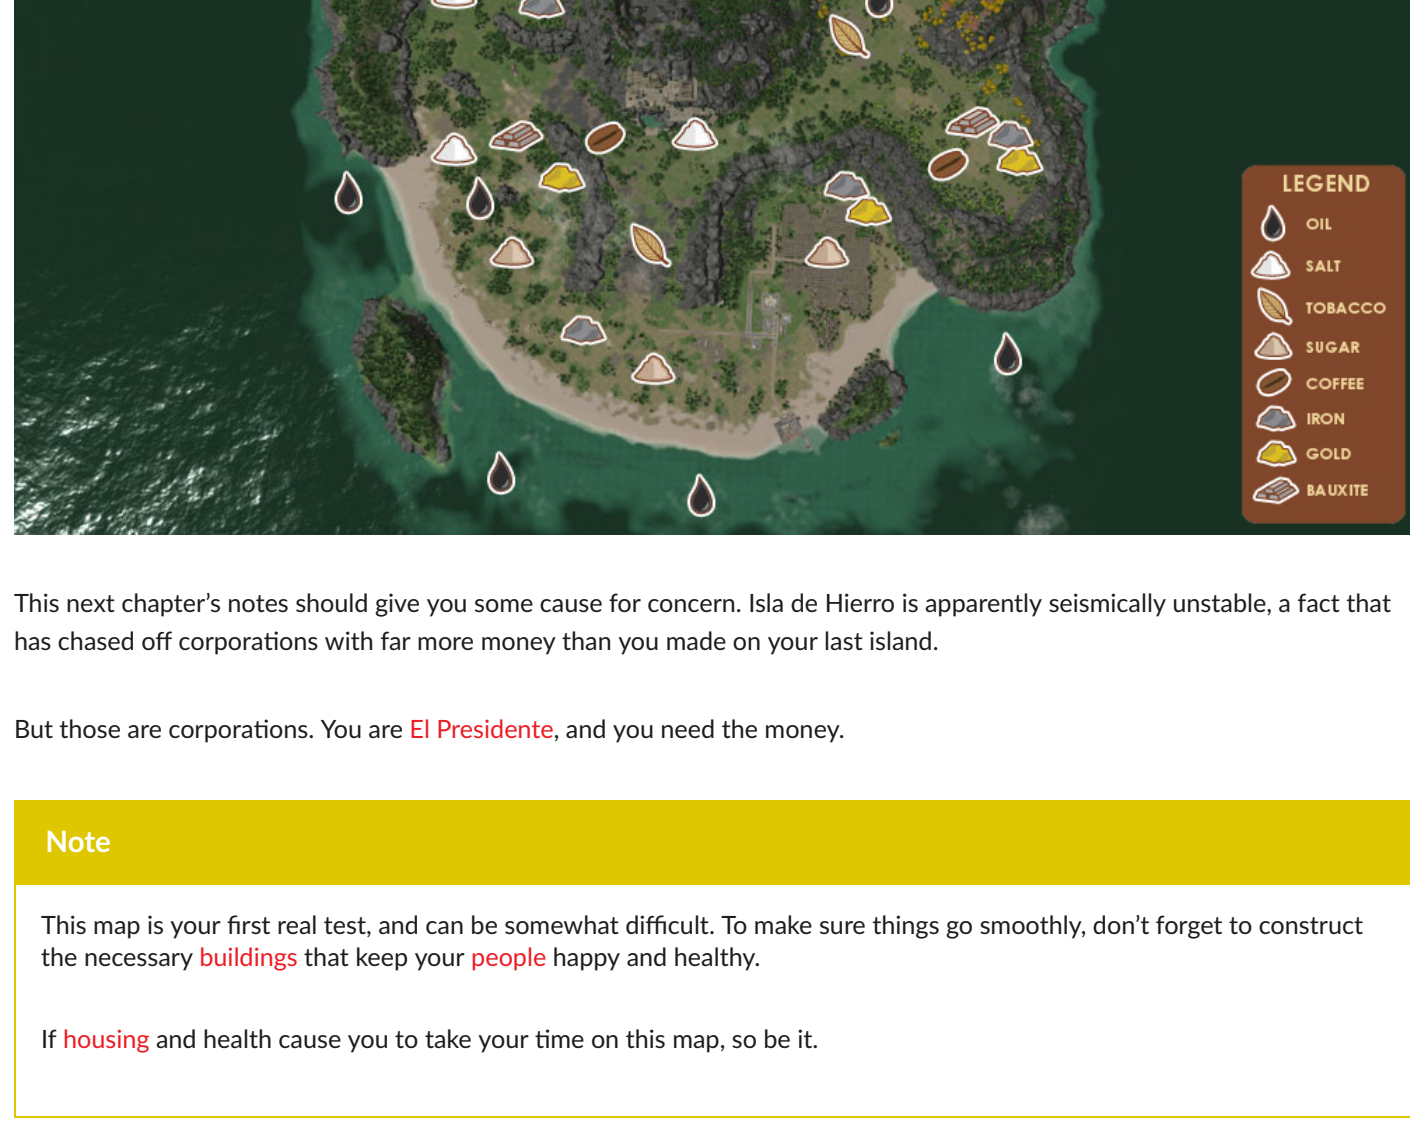 LEGEND
OIL
SALT
TOBACCO
SUGAR
COFFEE
IRON
GOLD
BAUXITE
This next chapter’s notes should give you some cause for concern. Isla de Hierro is apparently seismically unstable, a fact that
has chased off corporations with far more money than you made on your last island.
But those are corporations. You are El Presidente, and you need the money.
Note
This map is your first real test, and can be somewhat difficult. To make sure things go smoothly, don’t forget to construct
the necessary buildings that keep your people happy and healthy.
If housing and health cause you to take your time on this map, so be it.